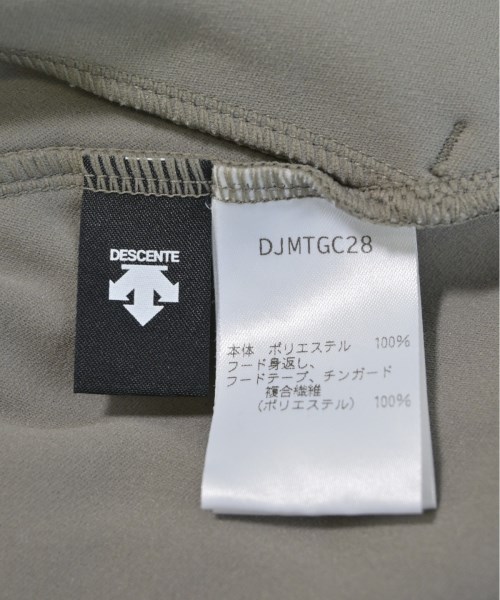 DESCENTE
DJMTGC28
本体 ポリエステル 100%
フード身返し、
フードテープ、チンガード
複合繊維
(ポリエステル) 100%